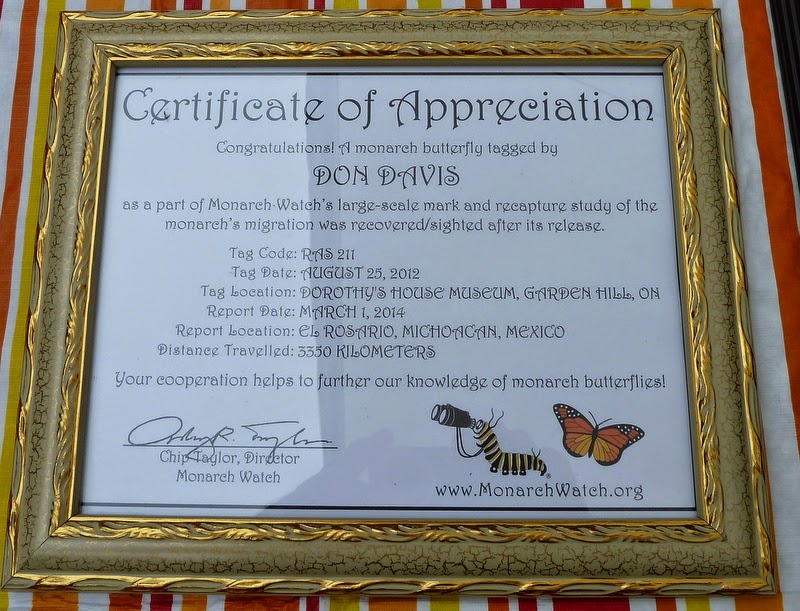 Certificate of Appreciation
Congratulations! A monarch butterfly tagged by
DON DAVIS
as a part of Monarch Watch's large-scale mark and recapture study of the
monarch's migration was recovered/sighted after its release.
Tag Code: RAS 211
Tag Date: AUGUST 25, 2012
Tag Location: DOROTHY'S HOUSE MUSEUM, GARDEN HILL, ON
Report Date: MARCH 1, 2014
Report Location: EL ROSARIO, MICHOACAN, MEXICO
Distance Travelled: 3350 KILOMETERS
Your cooperation helps to further our knowledge of monarch butterflies!
Chip Taylor, Director
Monarch Watch
www.MonarchWatch.org